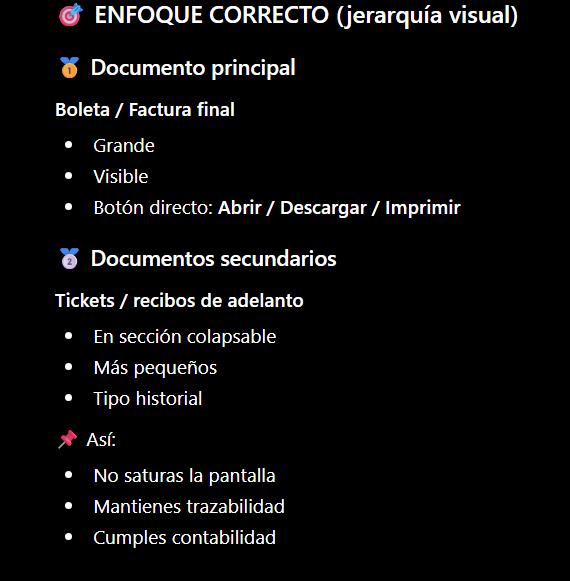 🎯 ENFOQUE CORRECTO (jerarquía visual)
🥇 Documento principal
Boleta / Factura final
• Grande
• Visible
• Botón directo: Abrir / Descargar / Imprimir
🥈 Documentos secundarios
Tickets / recibos de adelanto
• En sección colapsable
• Más pequeños
• Tipo historial
📌 Así:
• No saturas la pantalla
• Mantienes trazabilidad
• Cumples contabilidad